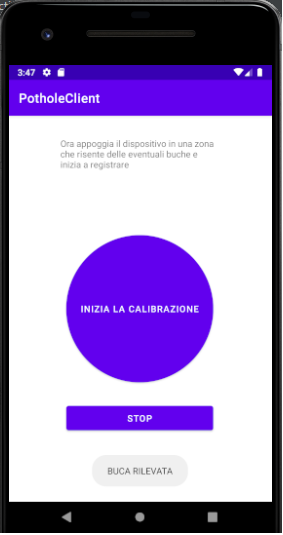 3:47
PotholeClient
Ora appoggia il dispositivo in una zona
che risente delle eventuali buche e
inizia a registrare
INIZIA LA CALIBRAZIONE
STOP
BUCA RILEVATA